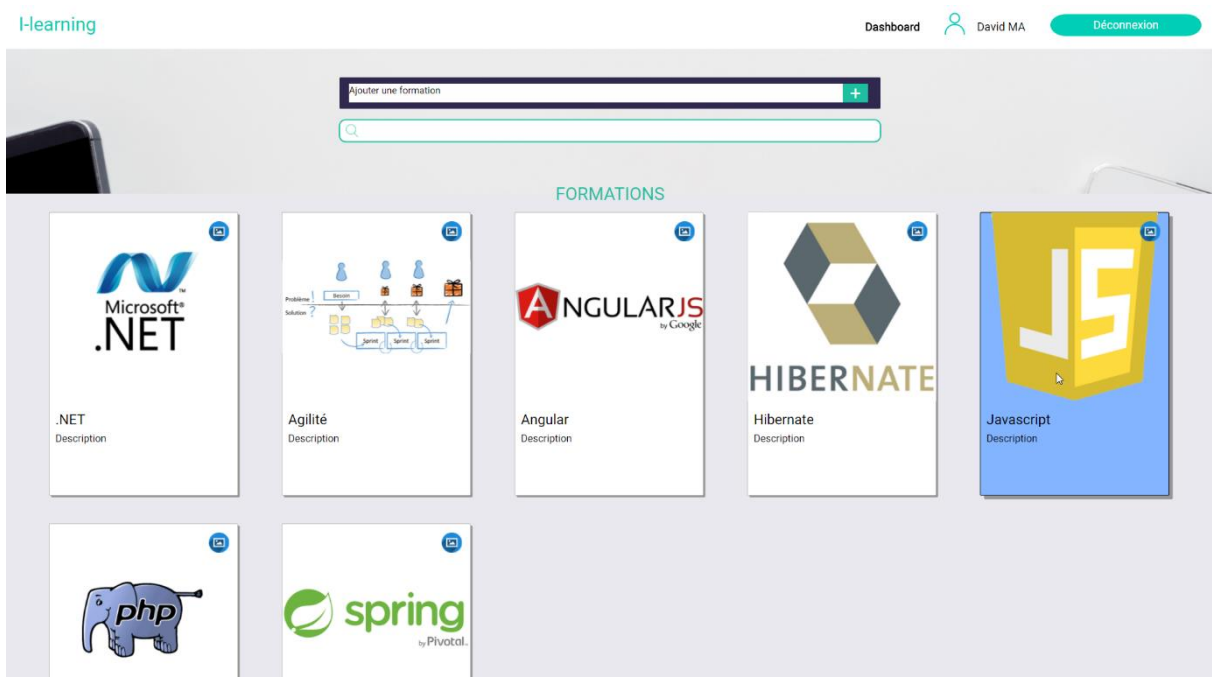 I-learning
Dashboard
David MA
Déconnexion
Ajouter une formation
+
FORMATIONS
Microsoft®
.NET
™
.NET
Description
Problème !
Besoin
Solution ?
Sprint
Sprint
Sprint
Agilité
Description
ANGULARJS
by Google
Angular
Description
HIBERNATE
Hibernate
Description
JS
Javascript
Description
php
spring
by Pivotal.